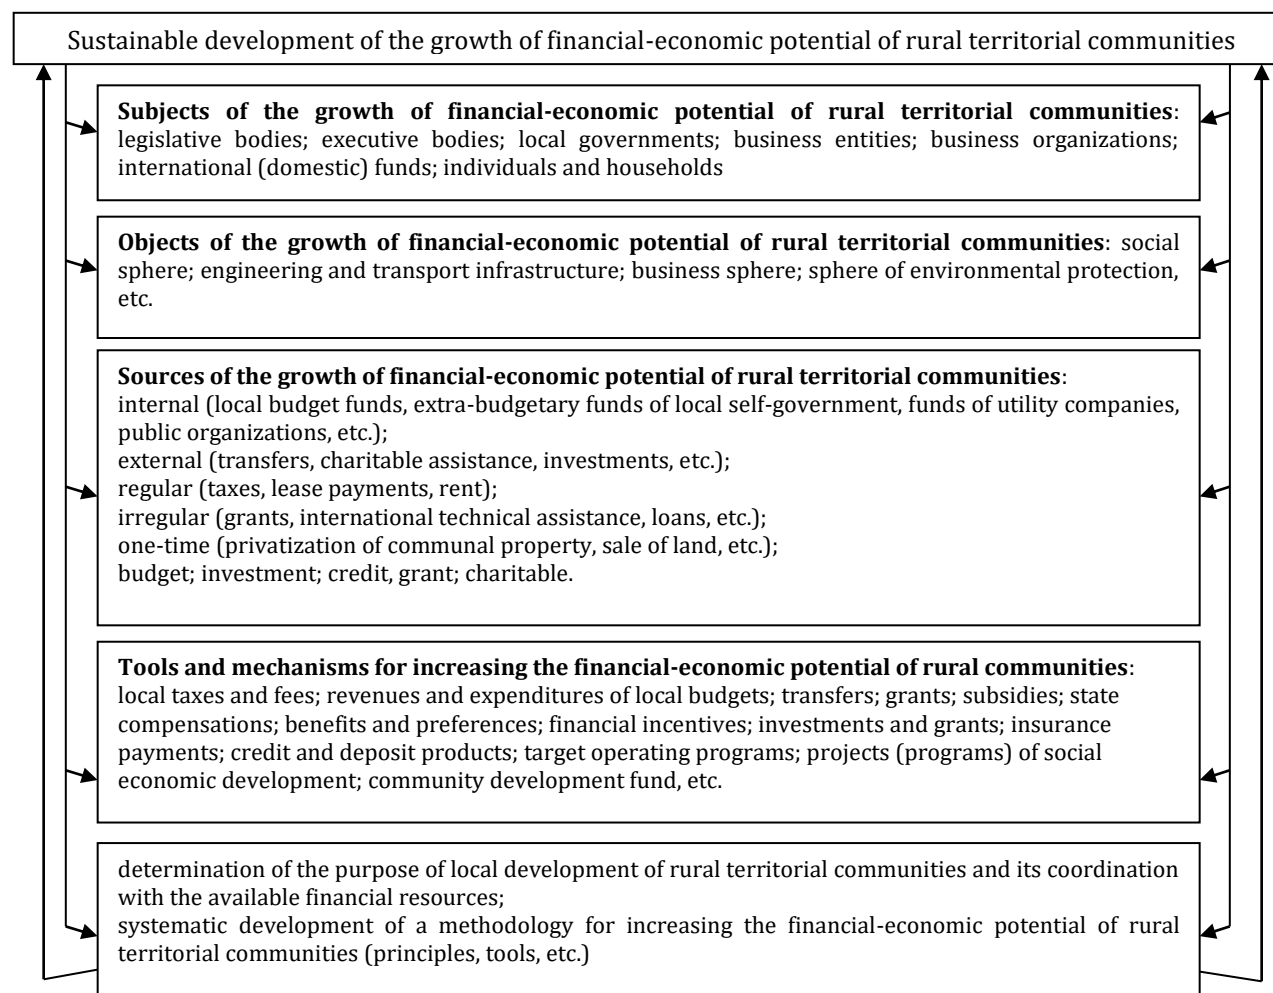 Sustainable development of the growth of financial-economic potential of rural territorial communities
Subjects of the growth of financial-economic potential of rural territorial communities:
legislative bodies; executive bodies; local governments; business entities; business organizations;
international (domestic) funds; individuals and households
Objects of the growth of financial-economic potential of rural territorial communities: social
sphere; engineering and transport infrastructure; business sphere; sphere of environmental protection,
etc.
Sources of the growth of financial-economic potential of rural territorial communities:
internal (local budget funds, extra-budgetary funds of local self-government, funds of utility companies,
public organizations, etc.);
external (transfers, charitable assistance, investments, etc.);
regular (taxes, lease payments, rent);
irregular (grants, international technical assistance, loans, etc.);
one-time (privatization of communal property, sale of land, etc.);
budget; investment; credit, grant; charitable.
Tools and mechanisms for increasing the financial-economic potential of rural communities:
local taxes and fees; revenues and expenditures of local budgets; transfers; grants; subsidies; state
compensations; benefits and preferences; financial incentives; investments and grants; insurance
payments; credit and deposit products; target operating programs; projects (programs) of social
economic development; community development fund, etc.
determination of the purpose of local development of rural territorial communities and its coordination
with the available financial resources;
systematic development of a methodology for increasing the financial-economic potential of rural
territorial communities (principles, tools, etc.)